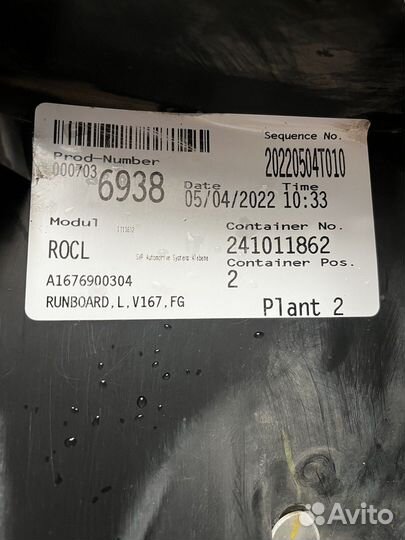 Sequence No.
20220504T010
Prod-Number
000703
6938
Date Time
05/04/2022 10:33
Modul
Container No.
ROCL
241011862
Container Pos.
A1676900304
2
RUNBOARD,L,V167,FG
Plant 2
Avito